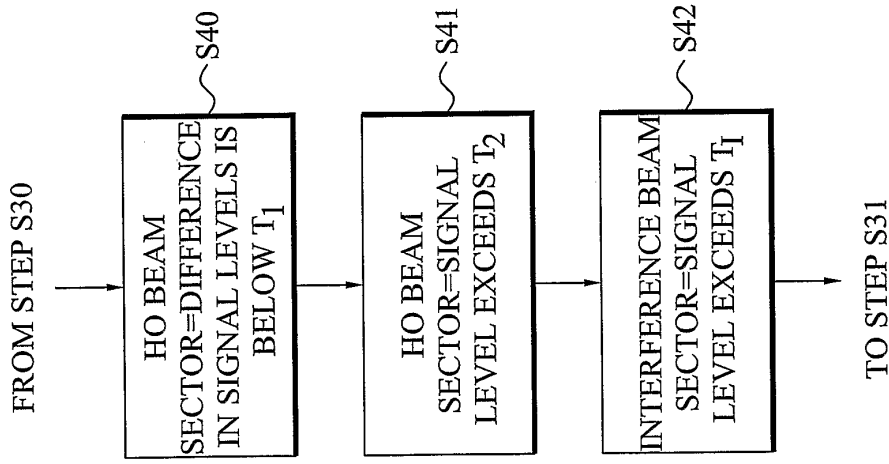 FROM STEP S30
HO BEAM
SECTOR=DIFFERENCE
IN SIGNAL LEVELS IS
BELOW T1
S40
HO BEAM
SECTOR=SIGNAL
LEVEL EXCEEDS T2
S41
INTERFERENCE BEAM
SECTOR=SIGNAL
LEVEL EXCEEDS TI
S42
TO STEP S31